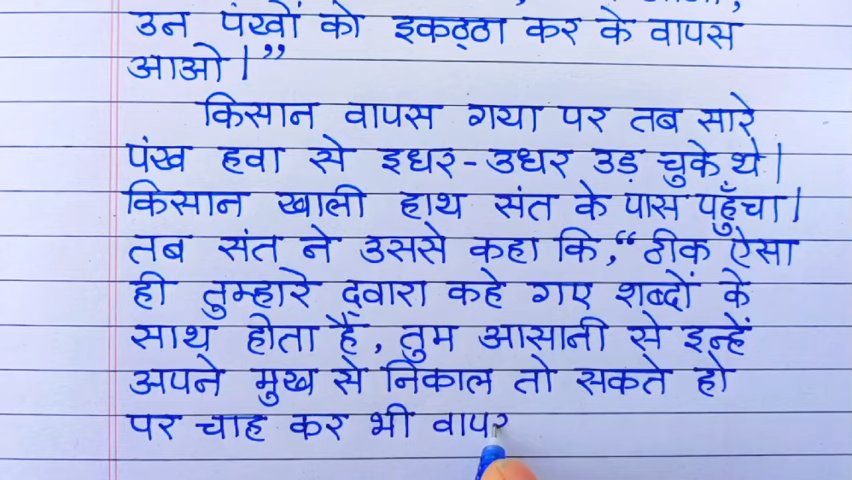 उन पंखों को इकठ्ठा कर के वापस
आओ।”
किसान वापस गया पर तब सारे
पंख हवा से इधर-उधर उड़ चुके थे।
किसान खाली हाथ संत के पास पहुँचा।
तब संत ने उससे कहा कि,“ठीक ऐसा
ही तुम्हारे द्वारा कहे गए शब्दों के
साथ होता है, तुम आसानी से इन्हें
अपने मुख से निकाल तो सकते हो
पर चाह कर भी वापर